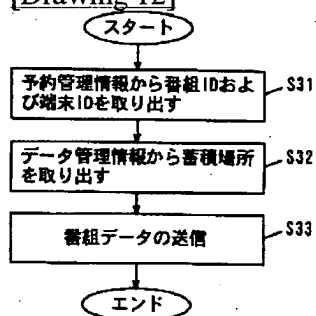 [Drawing 12]
スタート
予約管理情報から番組IDおよ
び端末IDを取り出す
S31
データ管理情報から蓄積場所
を取り出す
S32
番組データの送信
S33
エンド